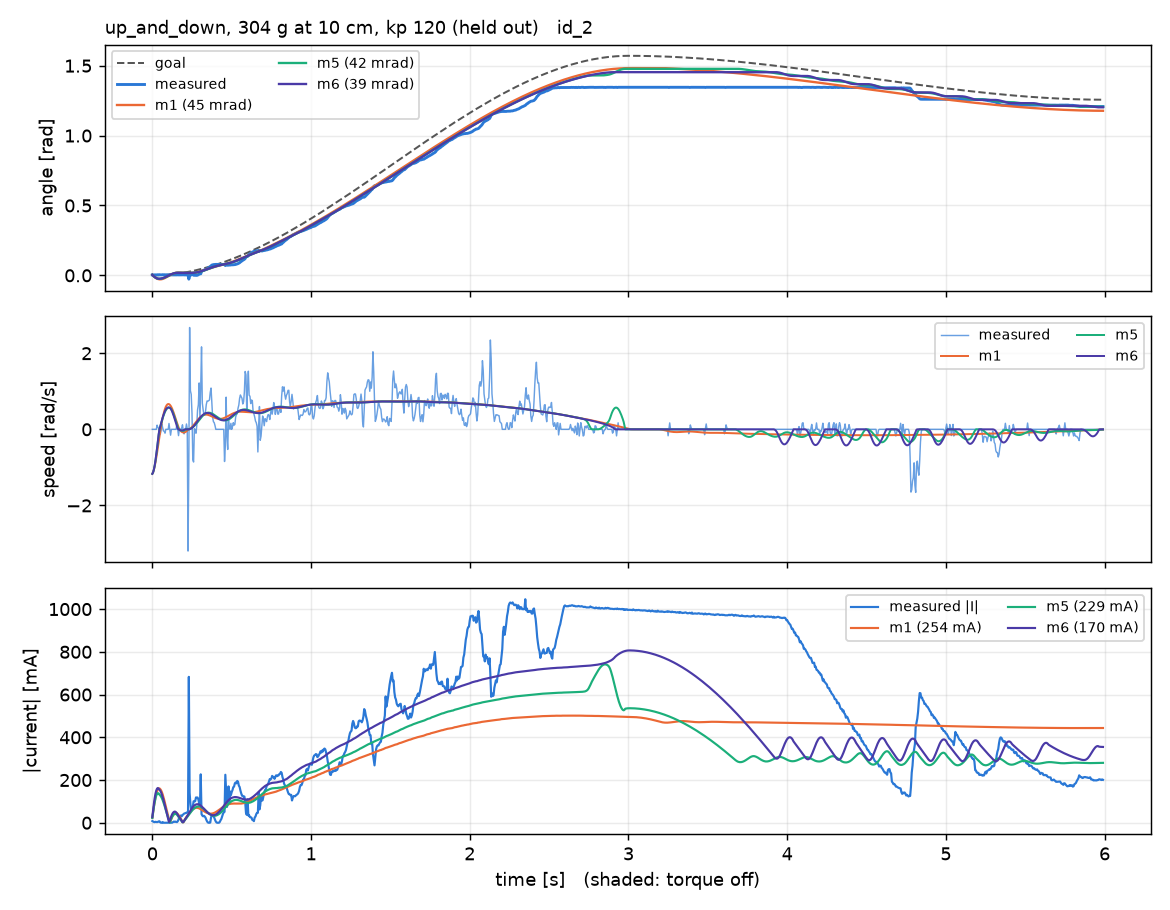 up_and_down, 304 g at 10 cm, kp 120 (held out)   id_2
goal
measured
m1 (45 mrad)
m5 (42 mrad)
m6 (39 mrad)
angle [rad]
1.5
1.0
0.5
0.0
measured
m1
m5
m6
speed [rad/s]
2
0
−2
measured |I|
m1 (254 mA)
m5 (229 mA)
m6 (170 mA)
|current| [mA]
1000
800
600
400
200
0
0 1 2 3 4 5 6
time [s]   (shaded: torque off)